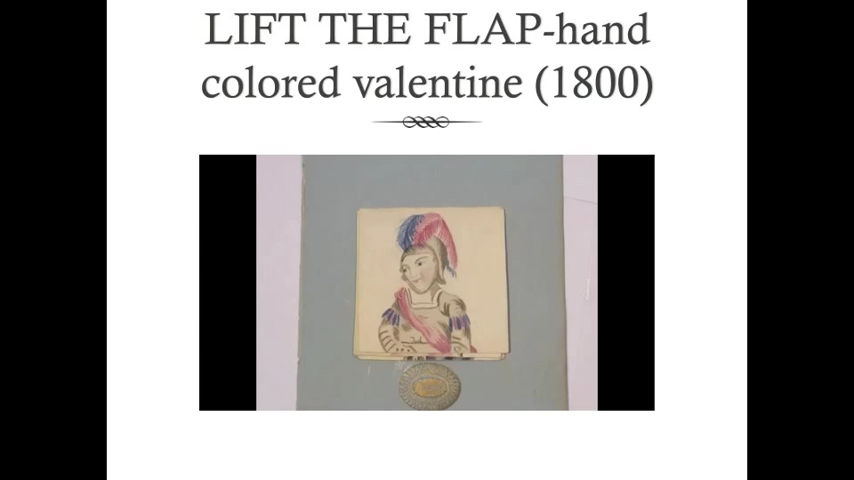 LIFT THE FLAP-hand
colored valentine (1800)